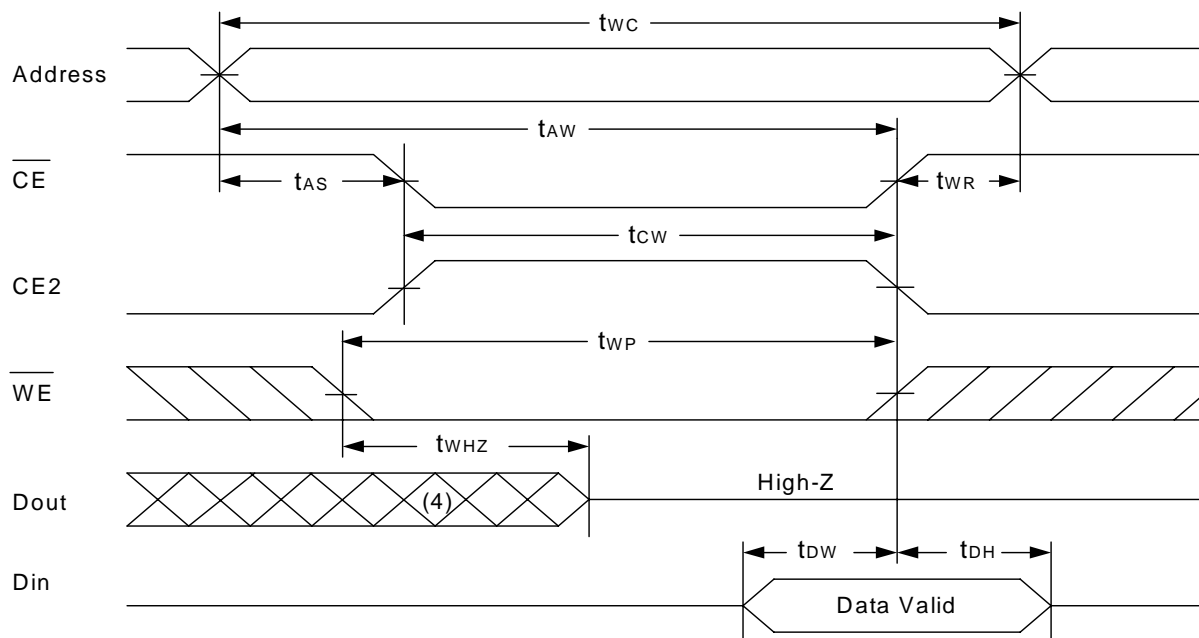 tWC
Address
tAW
CE
tAS
tWR
tCW
CE2
tWP
WE
tWHZ
Dout
(4)
High-Z
tDW
tDH
Din
Data Valid